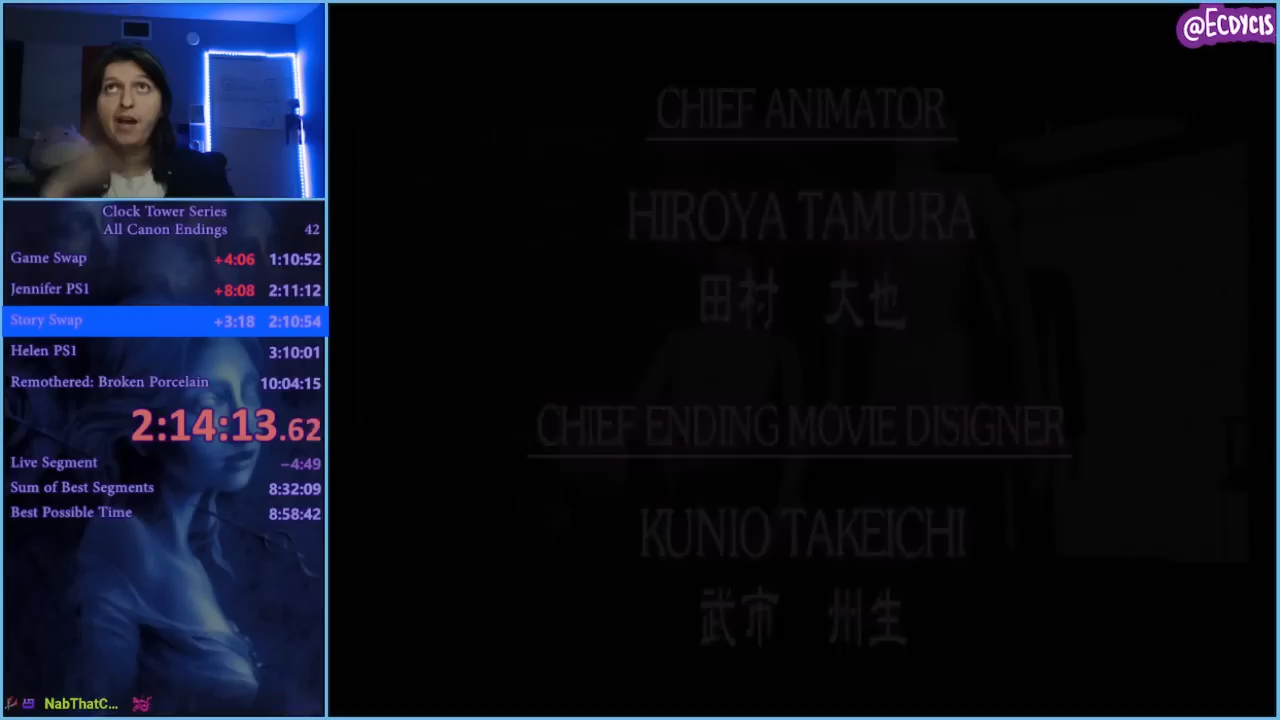 @ECDYCIS
Clock Tower Series
All Canon Endings 42
Game Swap +4:06 1:10:52
Jennifer PS1 +8:08 2:11:12
Story Swap +3:18 2:10:54
Helen PS1 3:10:01
Remothered: Broken Porcelain 10:04:15
2:14:13.62
Live Segment −4:49
Sum of Best Segments 8:32:09
Best Possible Time 8:58:42
NabThatC...
CHIEF ANIMATOR
HIROYA TAMURA
田村 大也
CHIEF ENDING MOVIE DISIGNER
KUNIO TAKEICHI
武市 州生